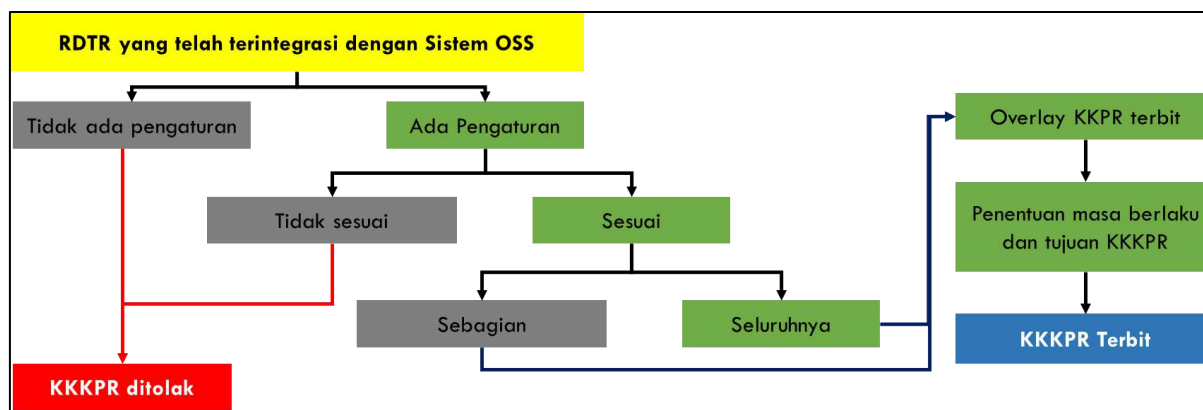 RDTR yang telah terintegrasi dengan Sistem OSS
Tidak ada pengaturan
Ada Pengaturan
Overlay KKPR terbit
Tidak sesuai
Sesuai
Penentuan masa berlaku
dan tujuan KKKPR
Sebagian
Seluruhnya
KKKPR Terbit
KKKPR ditolak